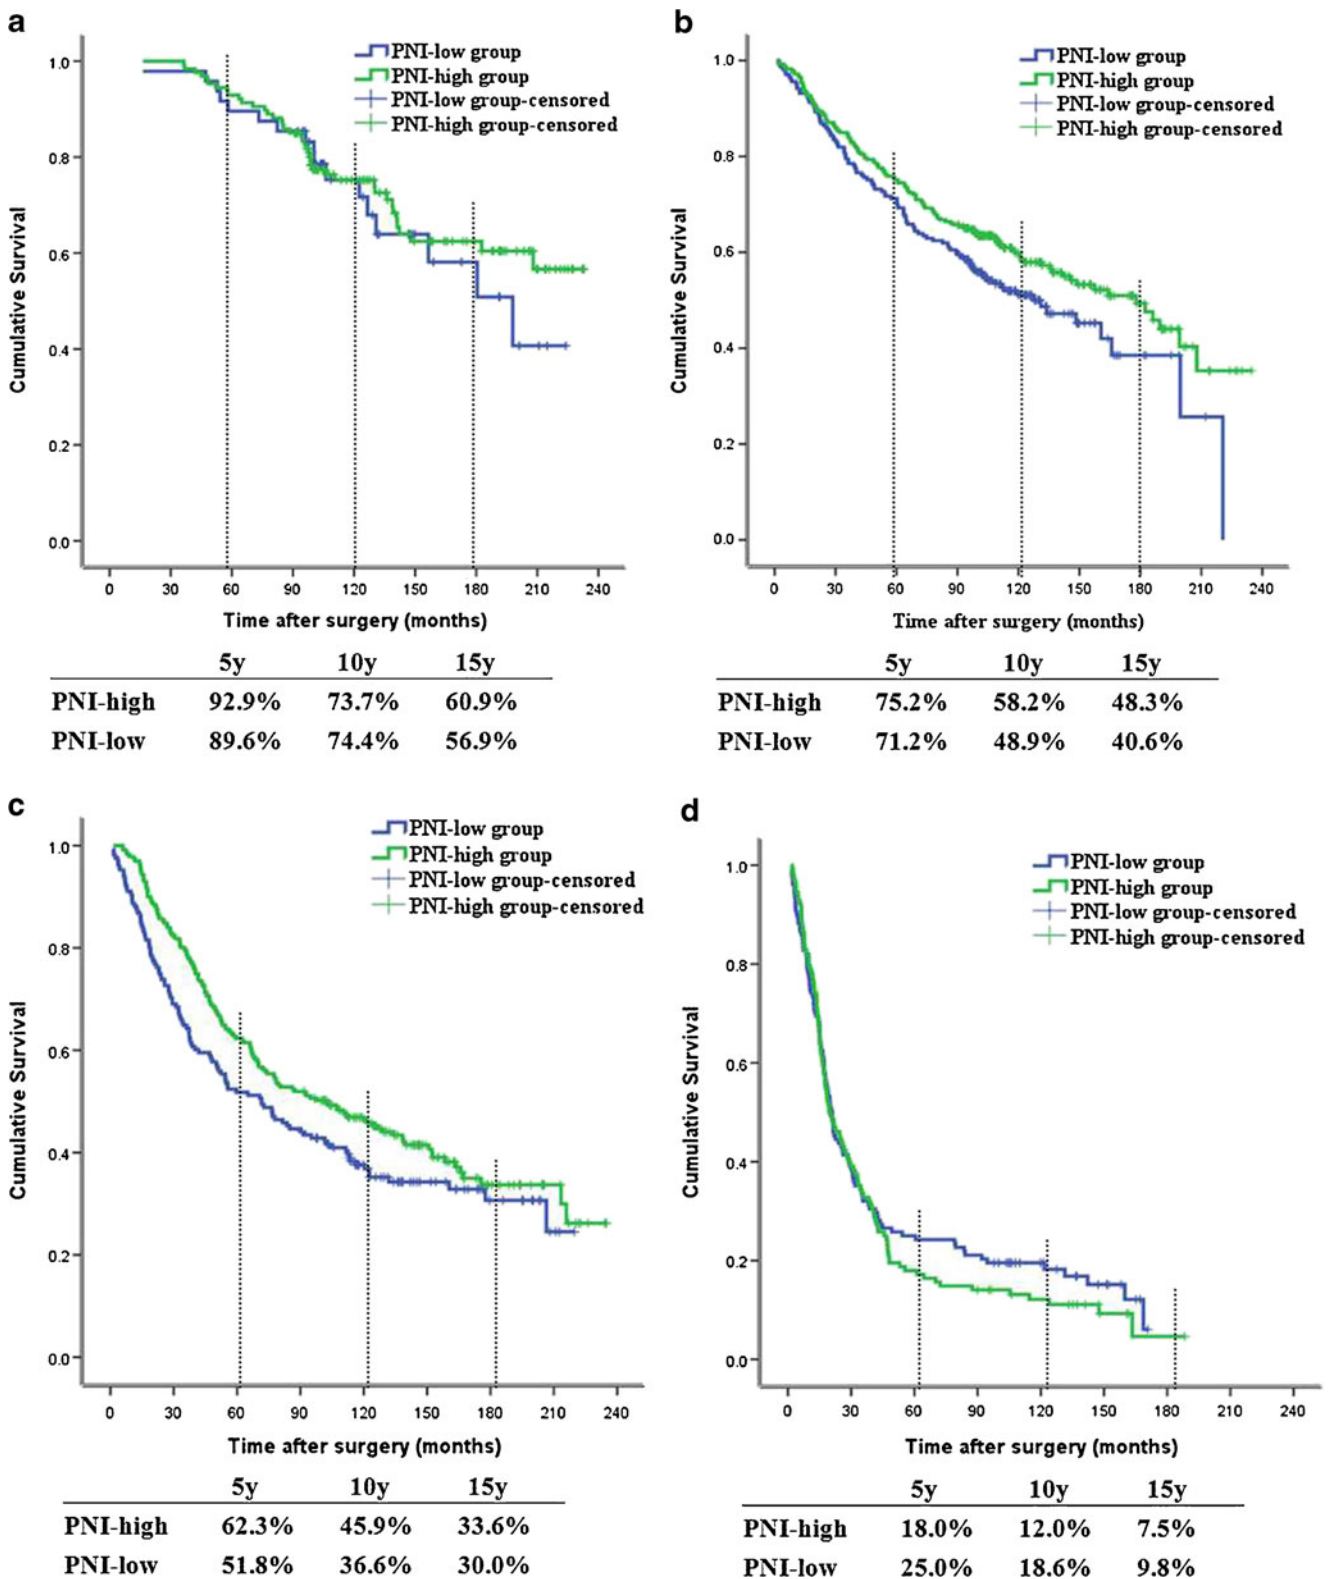 a
PNI-low group
PNI-high group
PNI-low group-censored
PNI-high group-censored
Cumulative Survival
1.0
0.8
0.6
0.4
0.2
0.0
0 30 60 90 120 150 180 210 240
Time after surgery (months)
5y 10y 15y
PNI-high 92.9% 73.7% 60.9%
PNI-low 89.6% 74.4% 56.9%
b
PNI-low group
PNI-high group
PNI-low group-censored
PNI-high group-censored
Cumulative Survival
1.0
0.8
0.6
0.4
0.2
0.0
0 30 60 90 120 150 180 210 240
Time after surgery (months)
5y 10y 15y
PNI-high 75.2% 58.2% 48.3%
PNI-low 71.2% 48.9% 40.6%
c
PNI-low group
PNI-high group
PNI-low group-censored
PNI-high group-censored
Cumulative Survival
1.0
0.8
0.6
0.4
0.2
0.0
0 30 60 90 120 150 180 210 240
Time after surgery (months)
5y 10y 15y
PNI-high 62.3% 45.9% 33.6%
PNI-low 51.8% 36.6% 30.0%
d
PNI-low group
PNI-high group
PNI-low group-censored
PNI-high group-censored
Cumulative Survival
1.0
0.8
0.6
0.4
0.2
0.0
0 30 60 90 120 150 180 210 240
Time after surgery (months)
5y 10y 15y
PNI-high 18.0% 12.0% 7.5%
PNI-low 25.0% 18.6% 9.8%